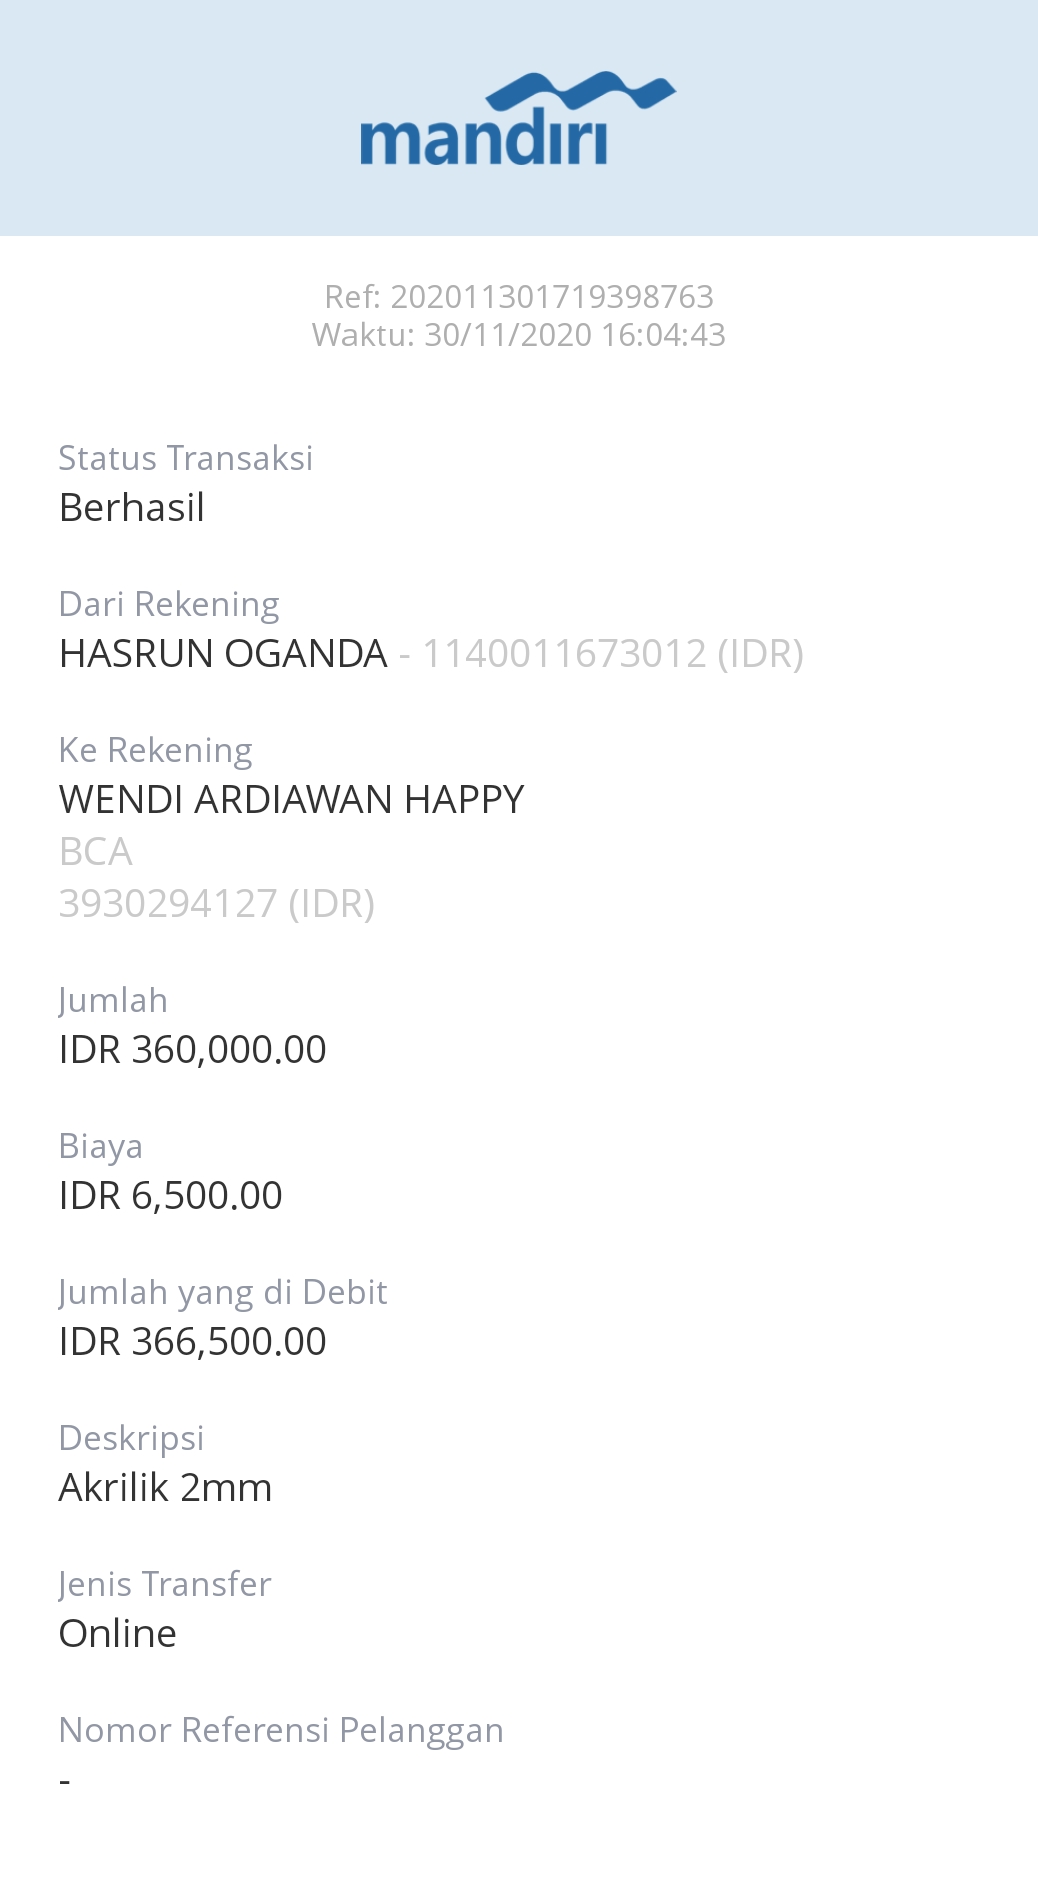 mandiri
Ref: 202011301719398763
Waktu: 30/11/2020 16:04:43
Status Transaksi
Berhasil
Dari Rekening
HASRUN OGANDA - 1140011673012 (IDR)
Ke Rekening
WENDI ARDIAWAN HAPPY
BCA
3930294127 (IDR)
Jumlah
IDR 360,000.00
Biaya
IDR 6,500.00
Jumlah yang di Debit
IDR 366,500.00
Deskripsi
Akrilik 2mm
Jenis Transfer
Online
Nomor Referensi Pelanggan
-